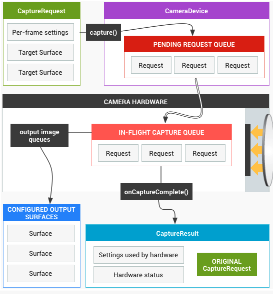 CaptureRequest
Per-frame settings
Target Surface
Target Surface
capture()
CameraDevice
PENDING REQUEST QUEUE
Request
Request
Request
CAMERA HARDWARE
output image
queues
IN-FLIGHT CAPTURE QUEUE
Request
Request
Request
onCaptureComplete()
CONFIGURED OUTPUT
SURFACES
Surface
Surface
Surface
CaptureResult
Settings used by hardware
Hardware status
ORIGINAL
CaptureRequest